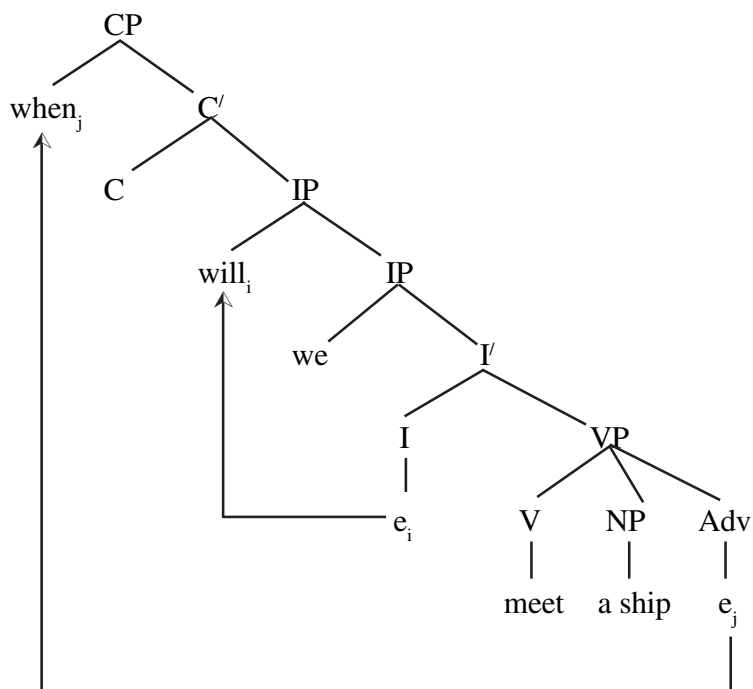 CP
when_j C′
C IP
will_i IP
we I′
I VP
e_i V NP Adv
meet a ship e_j